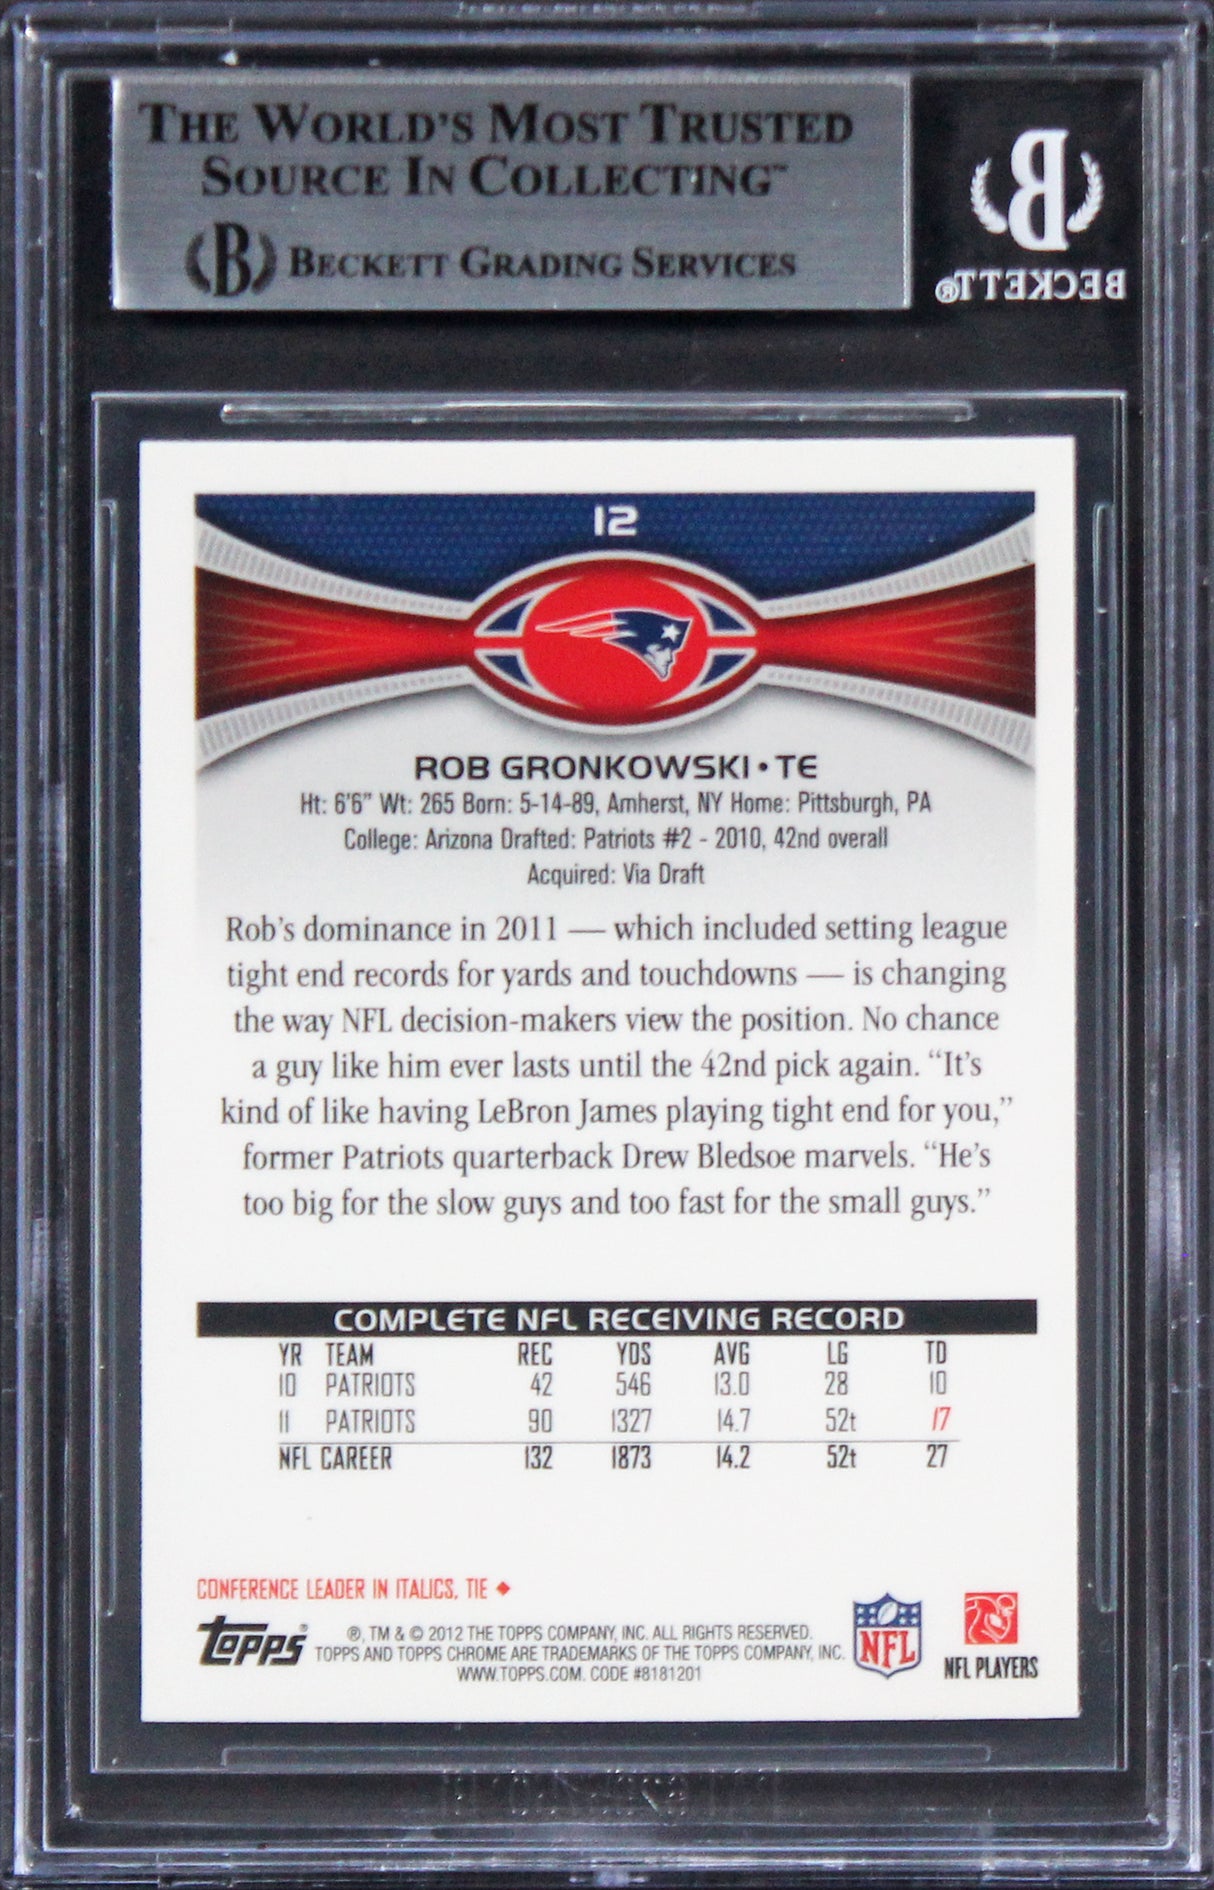 THE WORLD'S MOST TRUSTED
SOURCE IN COLLECTING™
B BECKETT GRADING SERVICES
B
BECKETT®
12
ROB GRONKOWSKI • TE
Ht: 6'6" Wt: 265 Born: 5-14-89, Amherst, NY Home: Pittsburgh, PA
College: Arizona Drafted: Patriots #2 - 2010, 42nd overall
Acquired: Via Draft
Rob's dominance in 2011 — which included setting league
tight end records for yards and touchdowns — is changing
the way NFL decision-makers view the position. No chance
a guy like him ever lasts until the 42nd pick again. “It's
kind of like having LeBron James playing tight end for you,”
former Patriots quarterback Drew Bledsoe marvels. “He's
too big for the slow guys and too fast for the small guys.”
COMPLETE NFL RECEIVING RECORD
YR TEAM REC YDS AVG LG TD
10 PATRIOTS 42 546 13.0 28 10
11 PATRIOTS 90 1327 14.7 52t 17
NFL CAREER 132 1873 14.2 52t 27
CONFERENCE LEADER IN ITALICS, TIE ◆
Topps®
®, TM & © 2012 THE TOPPS COMPANY, INC. ALL RIGHTS RESERVED.
TOPPS AND TOPPS CHROME ARE TRADEMARKS OF THE TOPPS COMPANY, INC.
WWW.TOPPS.COM. CODE #8181201
NFL
NFL PLAYERS